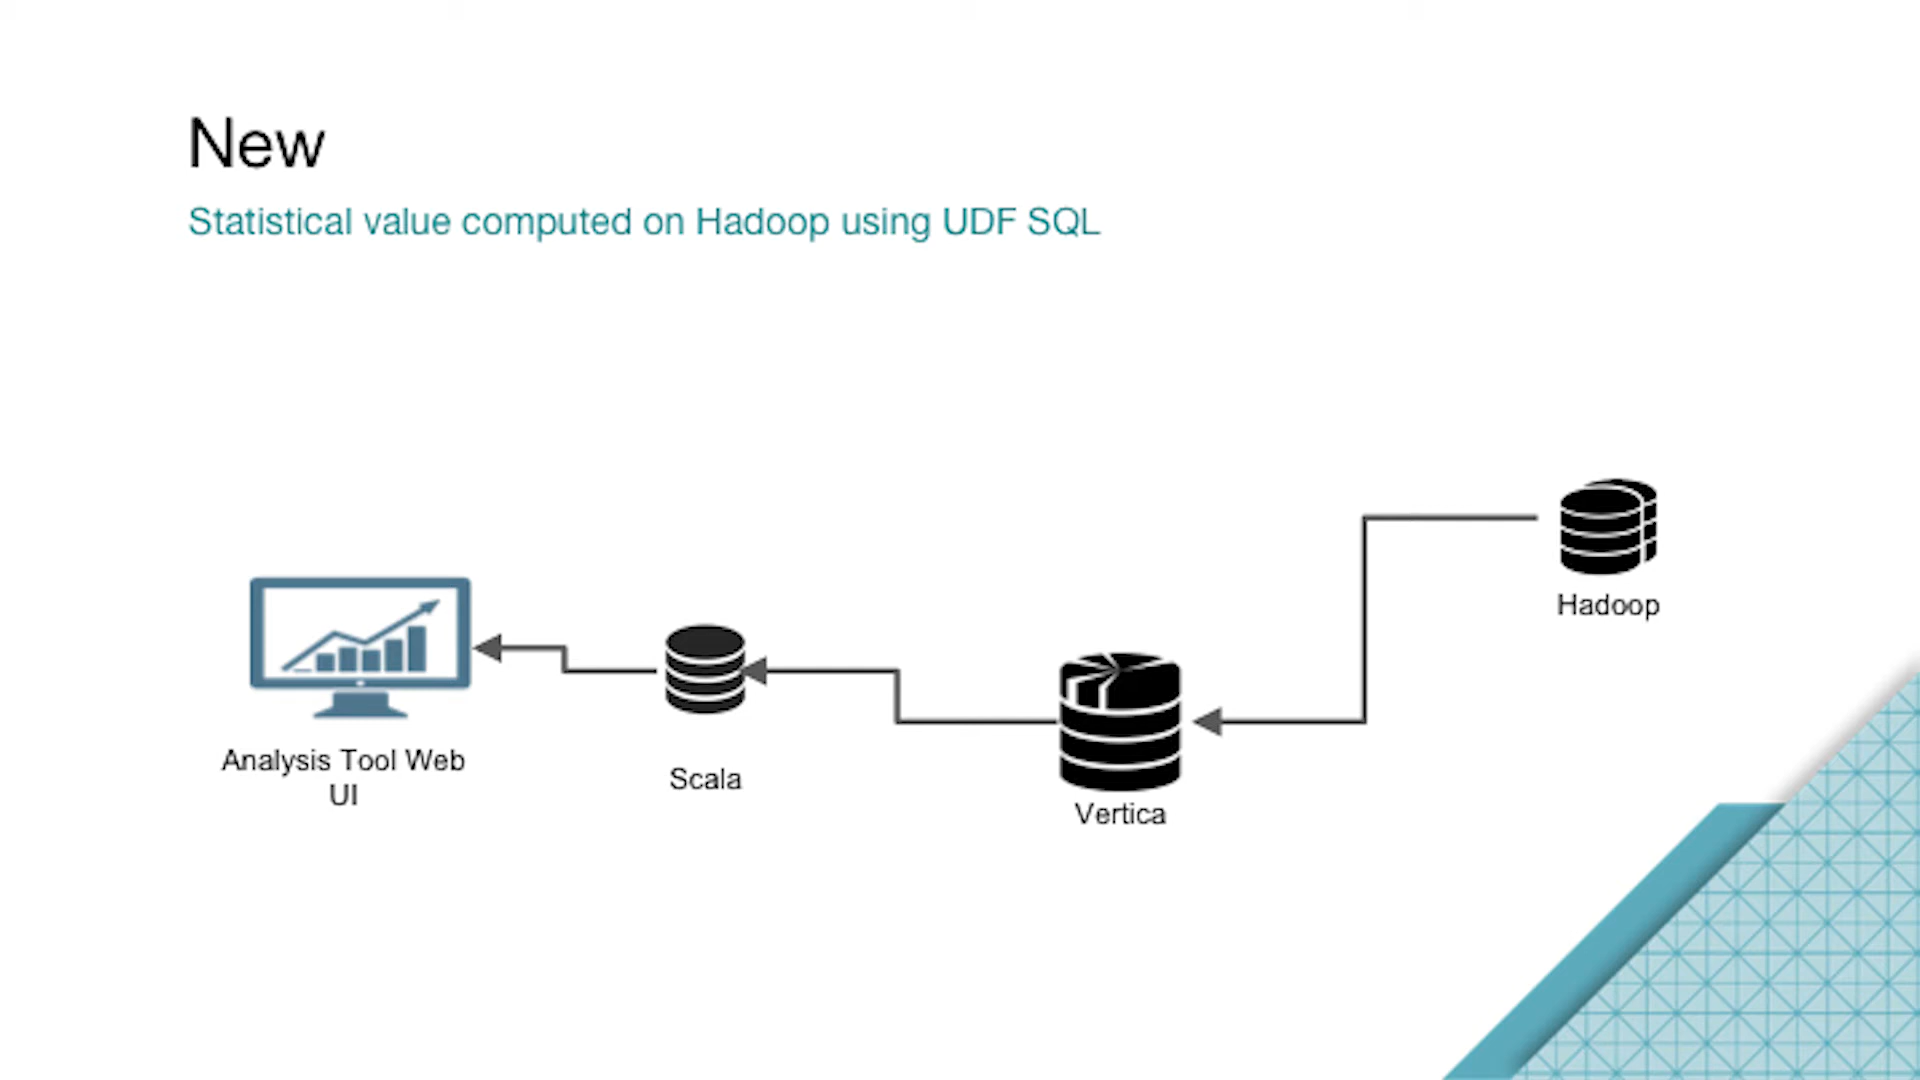 New
Statistical value computed on Hadoop using UDF SQL
Hadoop
Analysis Tool Web
UI
Scala
Vertica